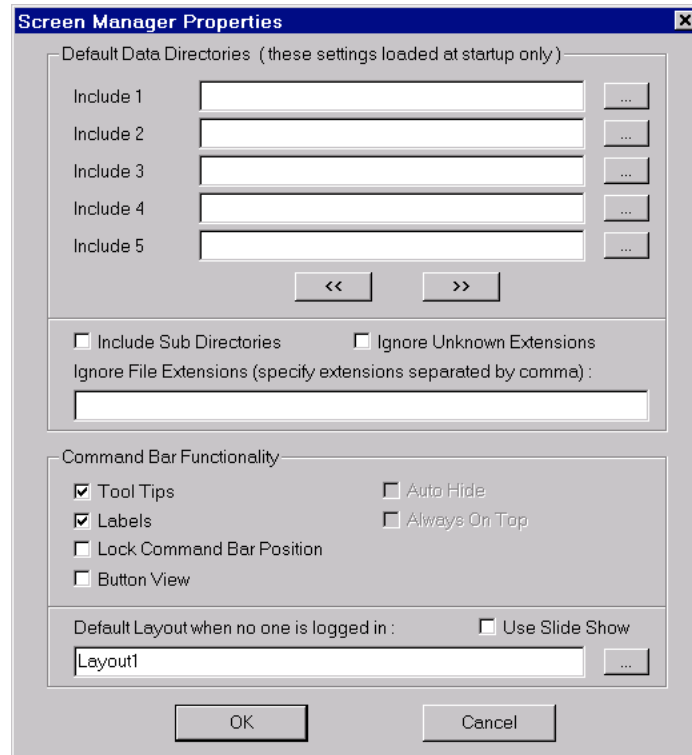 Screen Manager Properties
Default Data Directories ( these settings loaded at startup only )
Include 1 ...
Include 2 ...
Include 3 ...
Include 4 ...
Include 5 ...
<< >>
Include Sub Directories Ignore Unknown Extensions
Ignore File Extensions (specify extensions separated by comma) :
Command Bar Functionality
Tool Tips Auto Hide
Labels Always On Top
Lock Command Bar Position
Button View
Default Layout when no one is logged in : Use Slide Show
Layout1 ...
OK Cancel